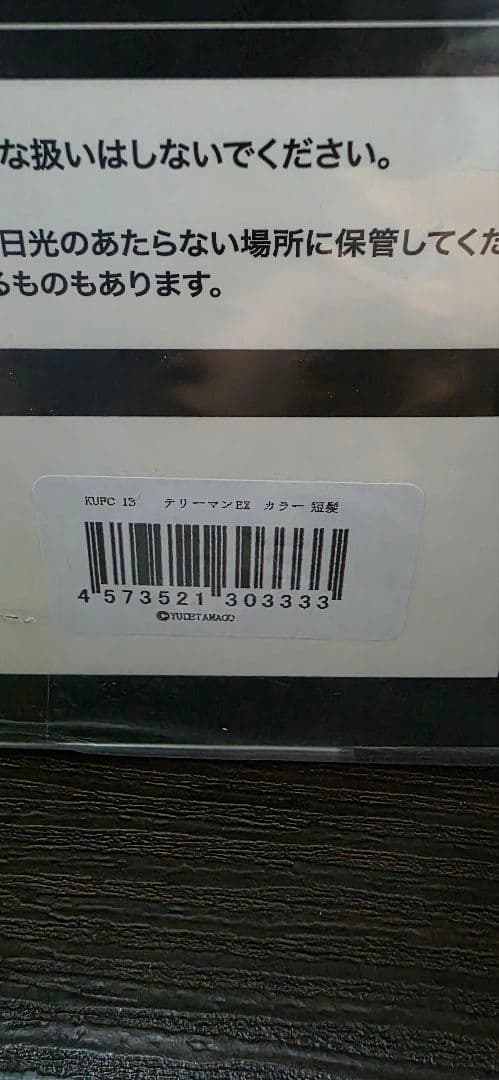 な扱いはしないでください。
日光のあたらない場所に保管してくだ
るものもあります。
KUFC 13 テリーマンEX カラー 短髪
4 573521 303333
©YUDETAMAGO